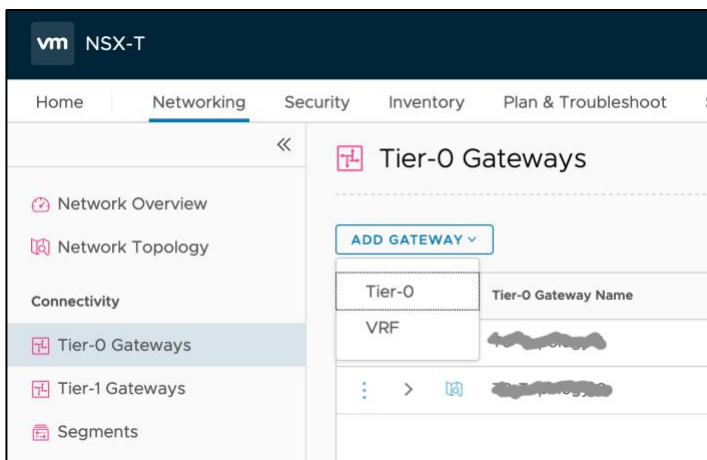 vm NSX-T
Home Networking Security Inventory Plan & Troubleshoot
Tier-0 Gateways
Network Overview
Network Topology
ADD GATEWAY
Connectivity
Tier-0
VRF
Tier-0 Gateway Name
Tier-0 Gateways
Tier-1 Gateways
Segments